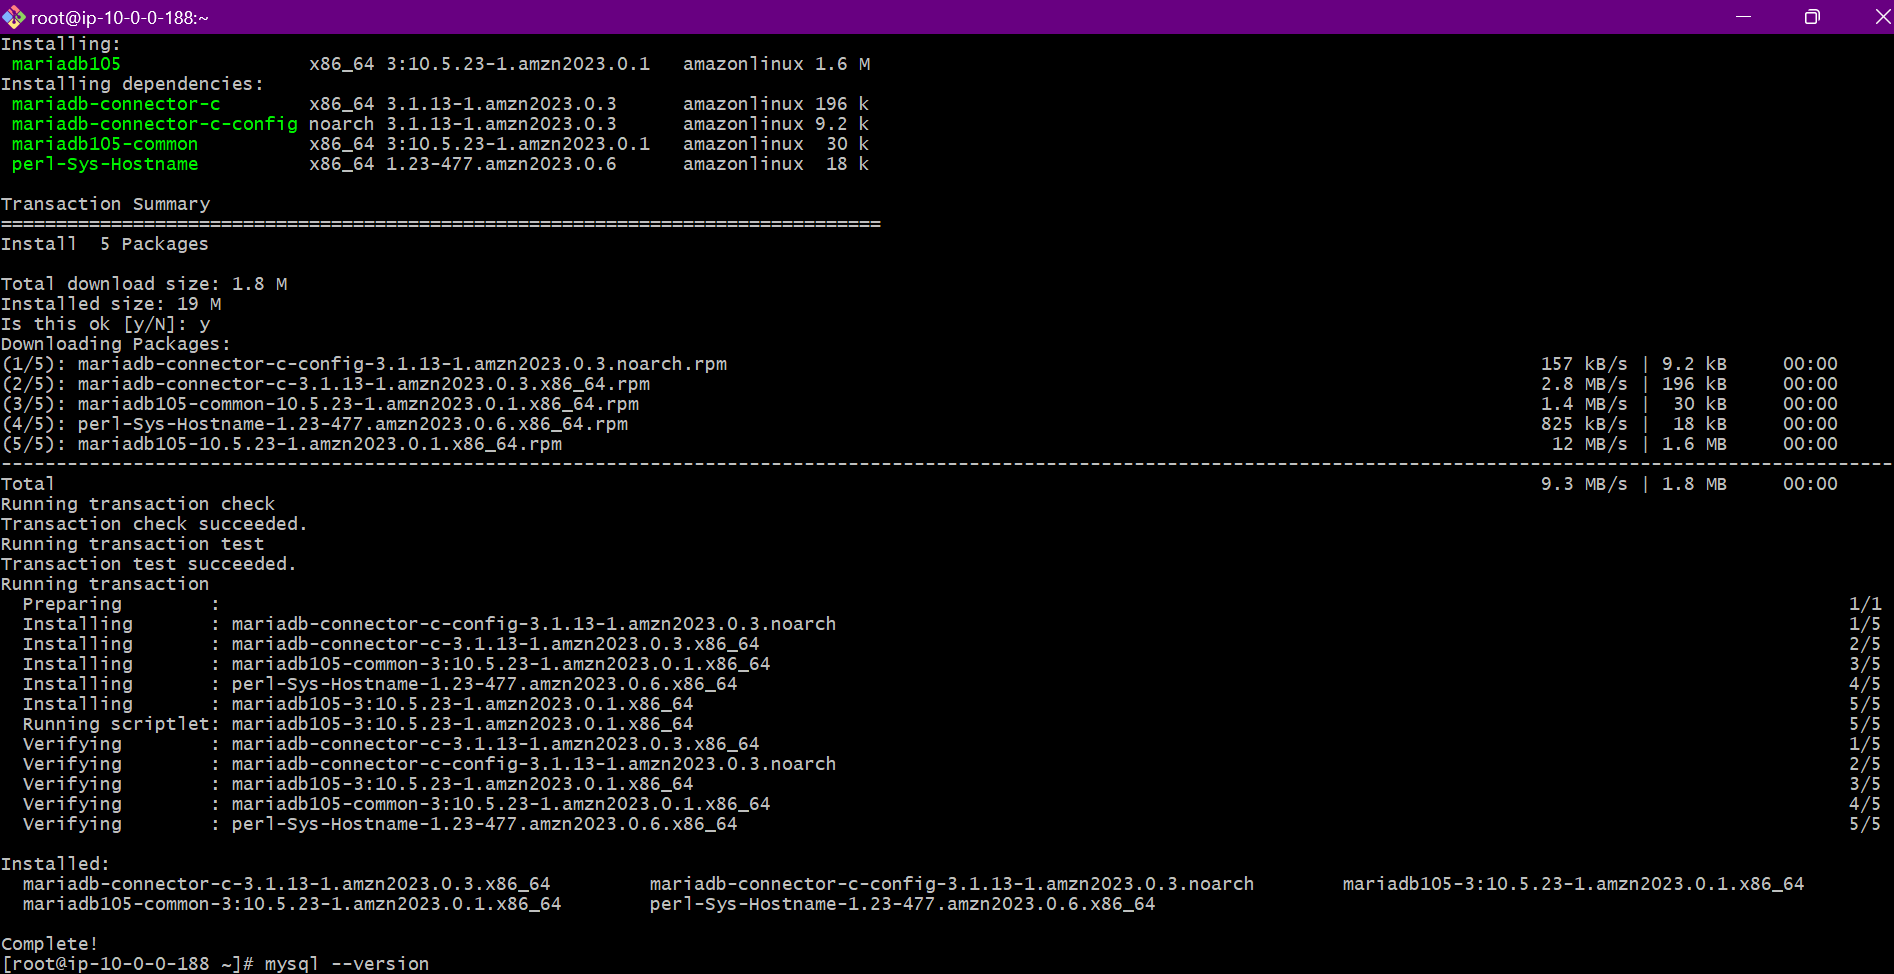 root@ip-10-0-0-188:~
Installing:
 mariadb105                 x86_64 3:10.5.23-1.amzn2023.0.1   amazonlinux 1.6 M
Installing dependencies:
 mariadb-connector-c        x86_64 3.1.13-1.amzn2023.0.3      amazonlinux 196 k
 mariadb-connector-c-config noarch 3.1.13-1.amzn2023.0.3      amazonlinux 9.2 k
 mariadb105-common          x86_64 3:10.5.23-1.amzn2023.0.1   amazonlinux  30 k
 perl-Sys-Hostname          x86_64 1.23-477.amzn2023.0.6      amazonlinux  18 k
Transaction Summary
================================================================================
Install  5 Packages
Total download size: 1.8 M
Installed size: 19 M
Is this ok [y/N]: y
Downloading Packages:
(1/5): mariadb-connector-c-config-3.1.13-1.amzn2023.0.3.noarch.rpm 157 kB/s | 9.2 kB 00:00
(2/5): mariadb-connector-c-3.1.13-1.amzn2023.0.3.x86_64.rpm 2.8 MB/s | 196 kB 00:00
(3/5): mariadb105-common-10.5.23-1.amzn2023.0.1.x86_64.rpm 1.4 MB/s | 30 kB 00:00
(4/5): perl-Sys-Hostname-1.23-477.amzn2023.0.6.x86_64.rpm 825 kB/s | 18 kB 00:00
(5/5): mariadb105-10.5.23-1.amzn2023.0.1.x86_64.rpm 12 MB/s | 1.6 MB 00:00
--------------------------------------------------------------------------------
Total 9.3 MB/s | 1.8 MB 00:00
Running transaction check
Transaction check succeeded.
Running transaction test
Transaction test succeeded.
Running transaction
  Preparing        : 1/1
  Installing       : mariadb-connector-c-config-3.1.13-1.amzn2023.0.3.noarch 1/5
  Installing       : mariadb-connector-c-3.1.13-1.amzn2023.0.3.x86_64 2/5
  Installing       : mariadb105-common-3:10.5.23-1.amzn2023.0.1.x86_64 3/5
  Installing       : perl-Sys-Hostname-1.23-477.amzn2023.0.6.x86_64 4/5
  Installing       : mariadb105-3:10.5.23-1.amzn2023.0.1.x86_64 5/5
  Running scriptlet: mariadb105-3:10.5.23-1.amzn2023.0.1.x86_64 5/5
  Verifying        : mariadb-connector-c-3.1.13-1.amzn2023.0.3.x86_64 1/5
  Verifying        : mariadb-connector-c-config-3.1.13-1.amzn2023.0.3.noarch 2/5
  Verifying        : mariadb105-3:10.5.23-1.amzn2023.0.1.x86_64 3/5
  Verifying        : mariadb105-common-3:10.5.23-1.amzn2023.0.1.x86_64 4/5
  Verifying        : perl-Sys-Hostname-1.23-477.amzn2023.0.6.x86_64 5/5
Installed:
  mariadb-connector-c-3.1.13-1.amzn2023.0.3.x86_64 mariadb-connector-c-config-3.1.13-1.amzn2023.0.3.noarch mariadb105-3:10.5.23-1.amzn2023.0.1.x86_64
  mariadb105-common-3:10.5.23-1.amzn2023.0.1.x86_64 perl-Sys-Hostname-1.23-477.amzn2023.0.6.x86_64
Complete!
[root@ip-10-0-0-188 ~]# mysql --version